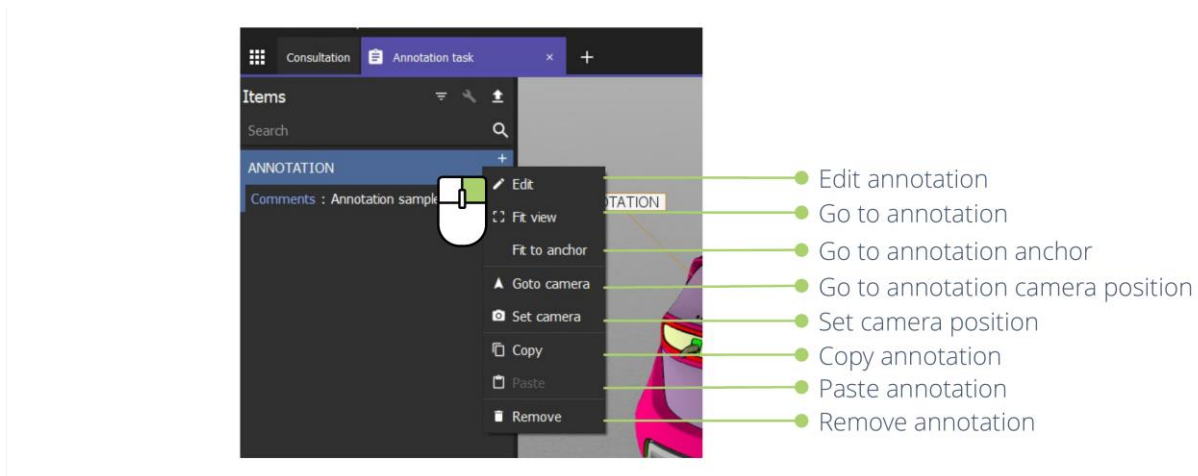 Consultation Annotation task × +
Items
Search
ANNOTATION +
Comments : Annotation sample
TATION
Edit
Fit view
Fit to anchor
Goto camera
Set camera
Copy
Paste
Remove
Edit annotation
Go to annotation
Go to annotation anchor
Go to annotation camera position
Set camera position
Copy annotation
Paste annotation
Remove annotation